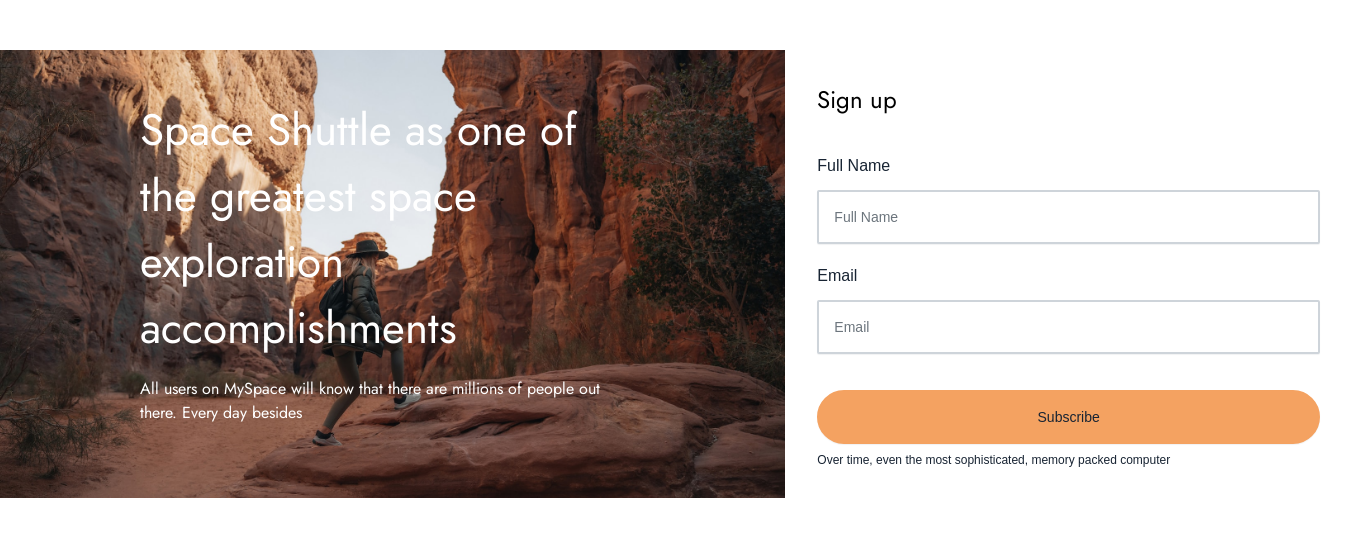 Space Shuttle as one of
the greatest space
exploration
accomplishments
All users on MySpace will know that there are millions of people out
there. Every day besides
Sign up
Full Name
Full Name
Email
Email
Subscribe
Over time, even the most sophisticated, memory packed computer